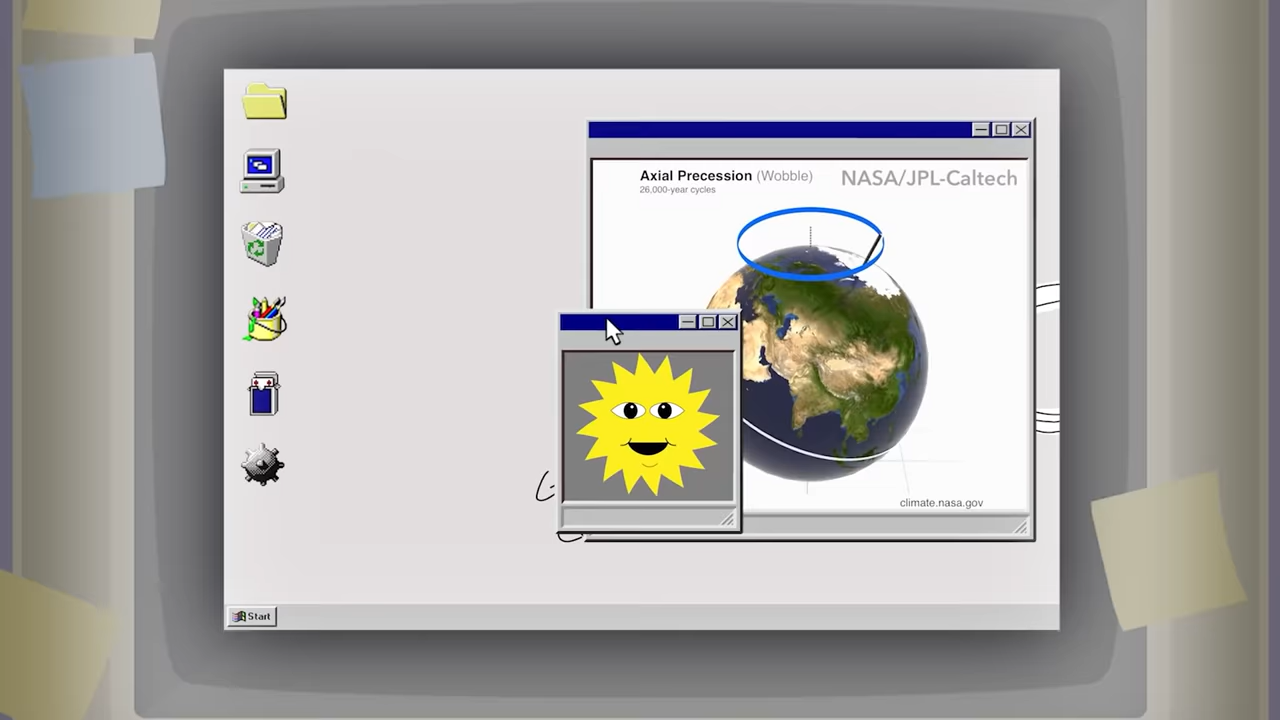 Axial Precession (Wobble)
NASA/JPL-Caltech
26,000-year cycles
climate.nasa.gov
Start